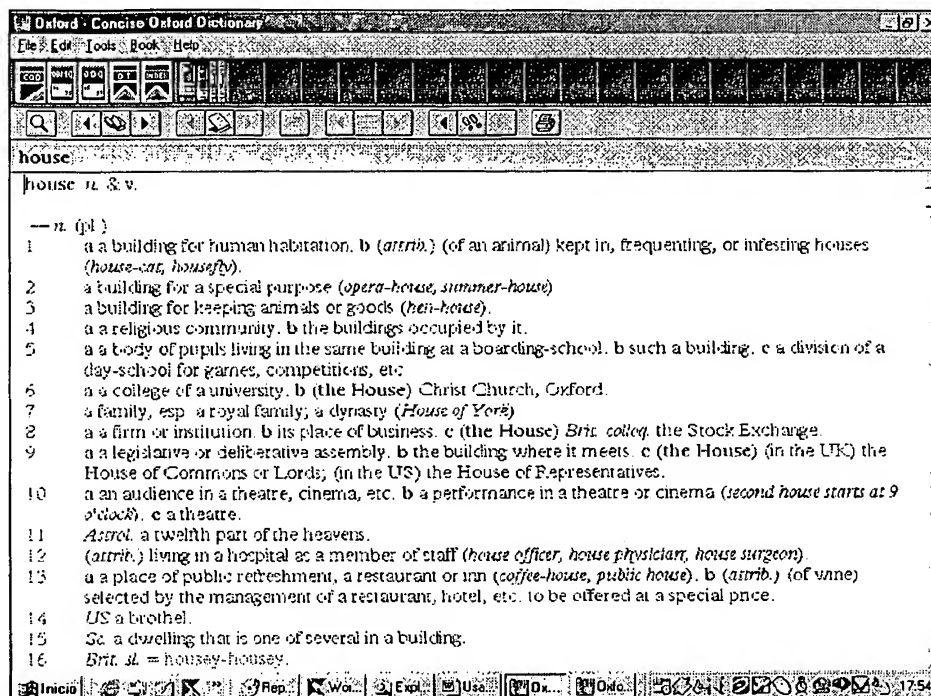 Oxford - Concise Oxford Dictionary
File Edit Tools Book Help
COD ODQ D T INDEX
house
house n. & v.
— n. (pl.)
1 a a building for human habitation. b (attrib.) (of an animal) kept in, frequenting, or infesting houses
(house-cat, housefly).
2 a building for a special purpose (opera-house, summer-house)
3 a building for keeping animals or goods (hen-house).
4 a a religious community. b the buildings occupied by it.
5 a a body of pupils living in the same building at a boarding-school. b such a building. c a division of a
day-school for games, competitions, etc
6 a a college of a university. b (the House) Christ Church, Oxford.
7 a family, esp. a royal family; a dynasty (House of York)
8 a a firm or institution. b its place of business. c (the House) Brit. colloq. the Stock Exchange.
9 a a legislative or deliberative assembly. b the building where it meets. c (the House) (in the UK) the
House of Commons or Lords; (in the US) the House of Representatives.
10 a an audience in a theatre, cinema, etc. b a performance in a theatre or cinema (second house starts at 9
o'clock). c a theatre.
11 Astrol. a twelfth part of the heavens.
12 (attrib.) living in a hospital as a member of staff (house officer, house physician, house surgeon).
13 a a place of public refreshment, a restaurant or inn (coffee-house, public house). b (attrib.) (of wine)
selected by the management of a restaurant, hotel, etc. to be offered at a special price.
14 US a brothel.
15 Sc. a dwelling that is one of several in a building.
16 Brit. sl. = housey-housey.
Inicio Rep... Wor... Expl... Usa... Ox... Oxfo... 17:54